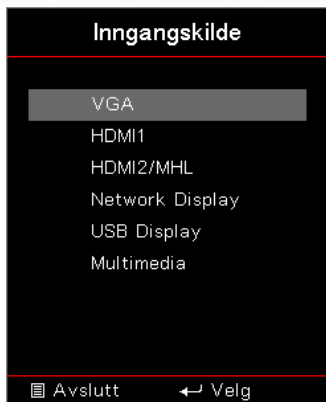 Inngangskilde
VGA
HDMI1
HDMI2/MHL
Network Display
USB Display
Multimedia
Avslutt Velg